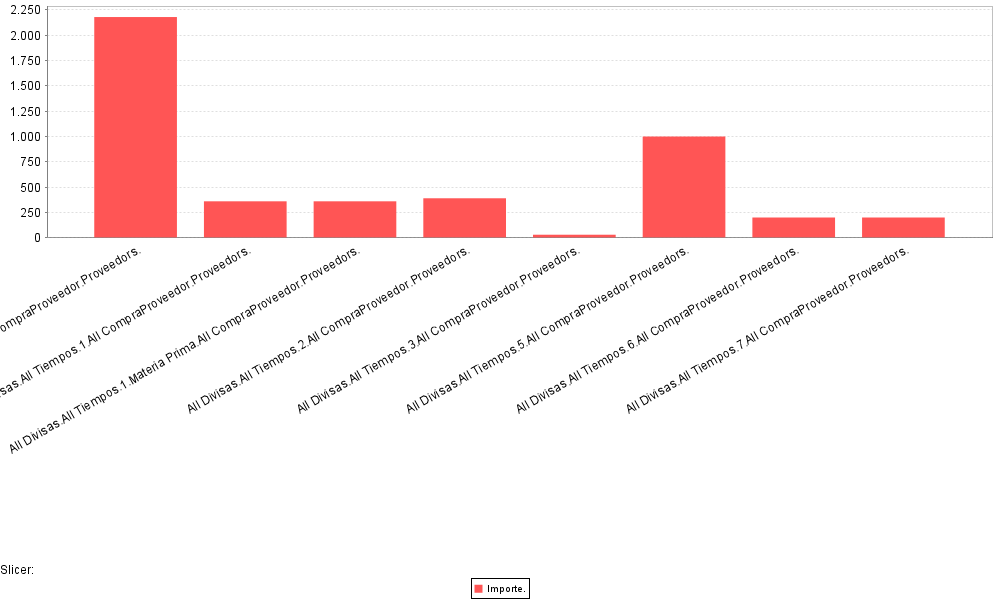 2.250
2.000
1.750
1.500
1.250
1.000
750
500
250
0
ompraProveedor.Proveedors.
isas.All Tiempos.1.All CompraProveedor.Proveedors.
All Divisas.All Tiempos.1.Materia Prima.All CompraProveedor.Proveedors.
All Divisas.All Tiempos.2.All CompraProveedor.Proveedors.
All Divisas.All Tiempos.3.All CompraProveedor.Proveedors.
All Divisas.All Tiempos.5.All CompraProveedor.Proveedors.
All Divisas.All Tiempos.6.All CompraProveedor.Proveedors.
All Divisas.All Tiempos.7.All CompraProveedor.Proveedors.
Slicer:
Importe.